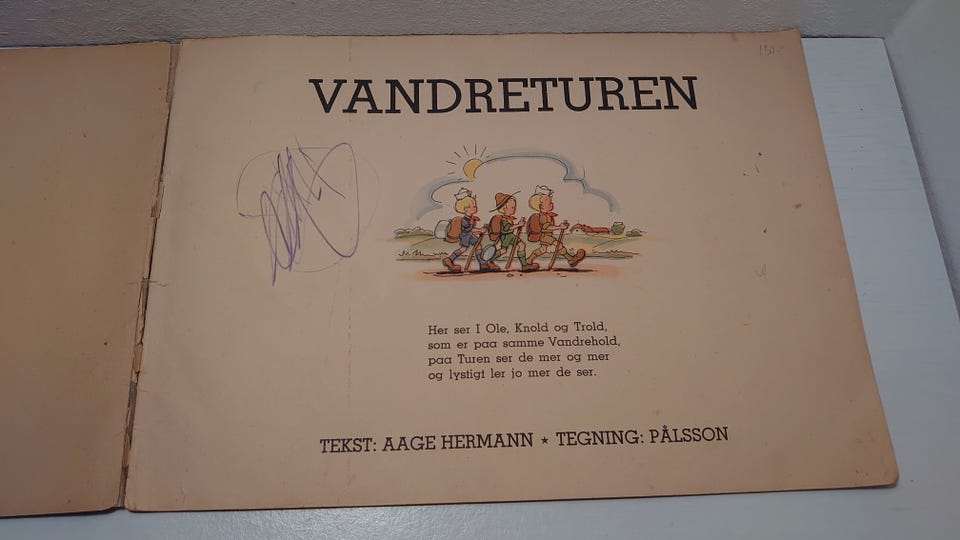 VANDRETUREN
Her ser I Ole, Knold og Trold,
som er paa samme Vandrehold,
paa Turen ser de mer og mer
og lystigt ler jo mer de ser.
TEKST: AAGE HERMANN ★ TEGNING: PÅLSSON